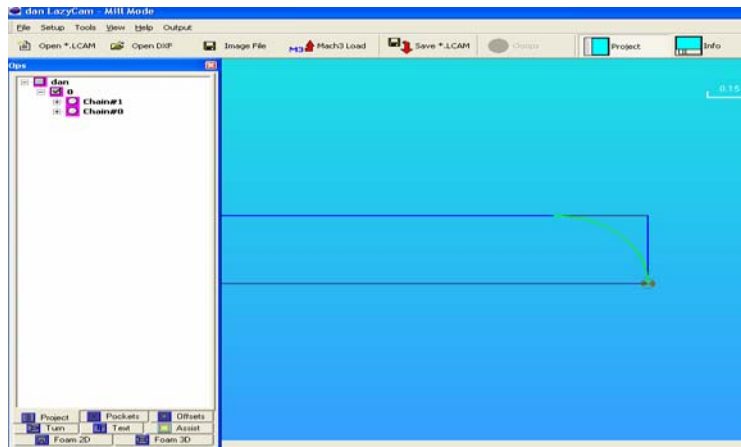 dan LazyCam - Mill Mode
File Setup Tools View Help Output
Open *.LCAM Open DXF Image File M3 Mach3 Load Save *.LCAM Ooops Project Info
Ops
dan
0
Chain#1
Chain#0
0.15
Project Pockets Offsets
Turn Text Assist
Foam 2D Foam 3D